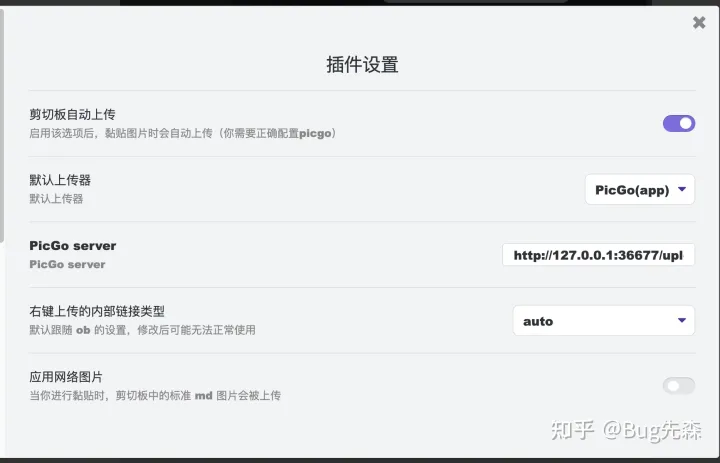 插件设置
剪切板自动上传
启用该选项后，黏贴图片时会自动上传（你需要正确配置picgo）
默认上传器
默认上传器
PicGo(app)
PicGo server
PicGo server
http://127.0.0.1:36677/upl
右键上传的内部链接类型
默认跟随 ob 的设置，修改后可能无法正常使用
auto
应用网络图片
当你进行黏贴时，剪切板中的标准 md 图片会被上传
知乎 @Bug先森